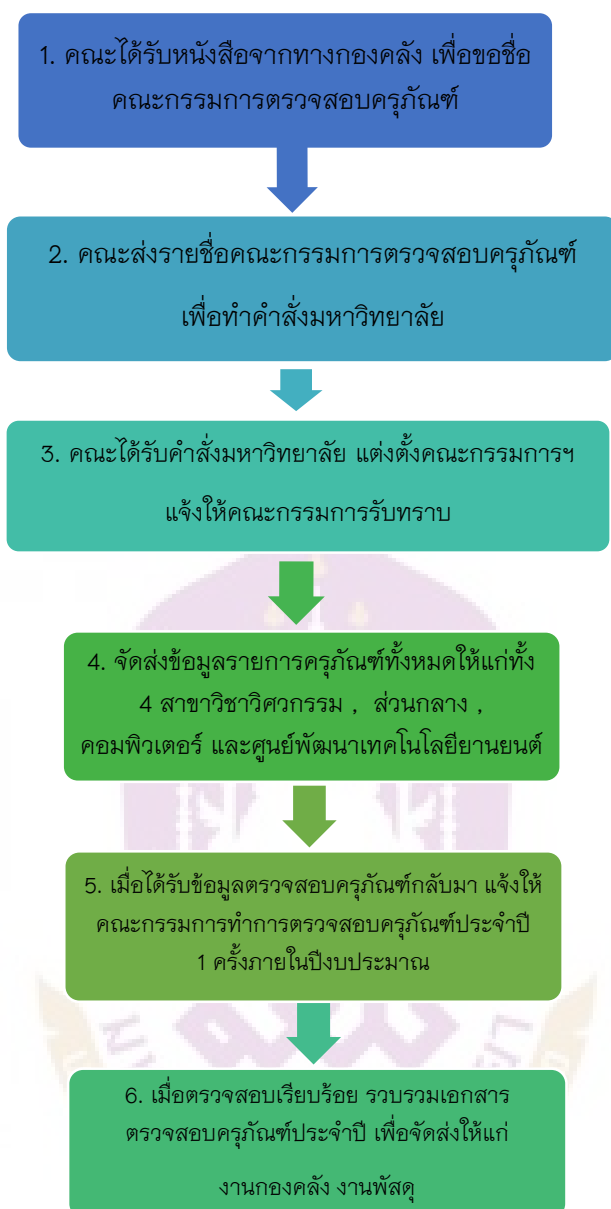 1. คณะได้รับหนังสือจากทางกองคลัง เพื่อขอชื่อ
คณะกรรมการตรวจสอบครุภัณฑ์
2. คณะส่งรายชื่อคณะกรรมการตรวจสอบครุภัณฑ์
เพื่อทำคำสั่งมหาวิทยาลัย
3. คณะได้รับคำสั่งมหาวิทยาลัย แต่งตั้งคณะกรรมการฯ
แจ้งให้คณะกรรมการรับทราบ
4. จัดส่งข้อมูลรายการครุภัณฑ์ทั้งหมดให้แก่ทั้ง
4 สาขาวิชาวิศวกรรม , ส่วนกลาง ,
คอมพิวเตอร์ และศูนย์พัฒนาเทคโนโลยียานยนต์
5. เมื่อได้รับข้อมูลตรวจสอบครุภัณฑ์กลับมา แจ้งให้
คณะกรรมการทำการตรวจสอบครุภัณฑ์ประจำปี
1 ครั้งภายในปีงบประมาณ
6. เมื่อตรวจสอบเรียบร้อย รวบรวมเอกสาร
ตรวจสอบครุภัณฑ์ประจำปี เพื่อจัดส่งให้แก่
งานกองคลัง งานพัสดุ